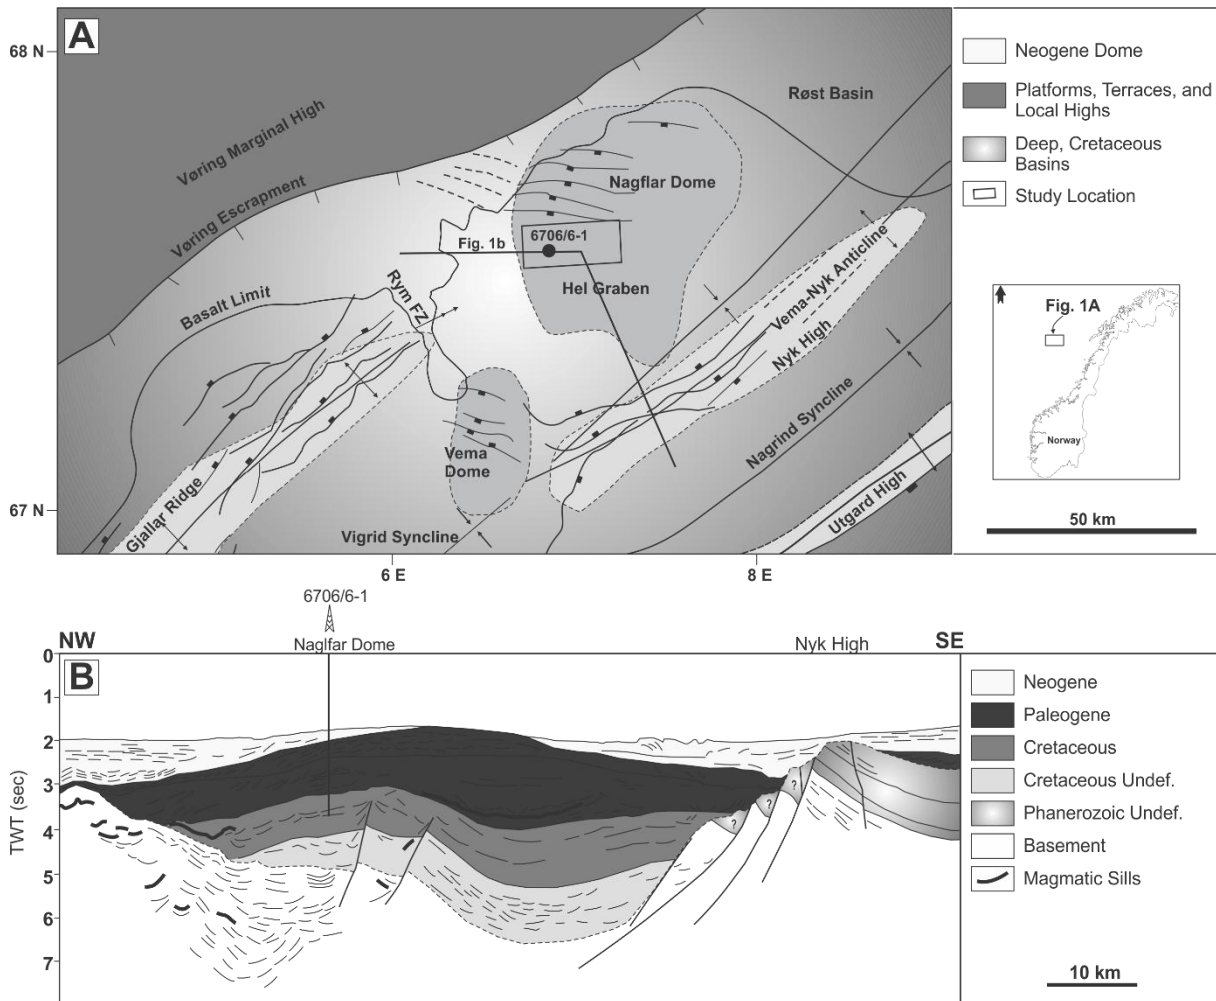 A
68 N
67 N
6 E
8 E
Vøring Marginal High
Vøring Escrapment
Basalt Limit
Rym FZ
Gjallar Ridge
Vigrid Syncline
Vema
Dome
Fig. 1b
6706/6-1
Hel Graben
Nagflar Dome
Røst Basin
Vema-Nyk Anticline
Nyk High
Nagrind Syncline
Utgard High
Neogene Dome
Platforms, Terraces, and
Local Highs
Deep, Cretaceous
Basins
Study Location
Fig. 1A
Norway
50 km
6706/6-1
NW
Naglfar Dome
Nyk High
SE
B
TWT (sec)
0
1
2
3
4
5
6
7
?
?
?
Neogene
Paleogene
Cretaceous
Cretaceous Undef.
Phanerozoic Undef.
Basement
Magmatic Sills
10 km